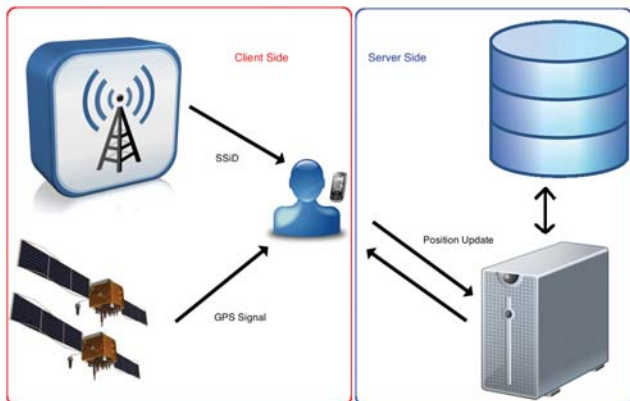 Client Side
Server Side
SSiD
Position Update
GPS Signal